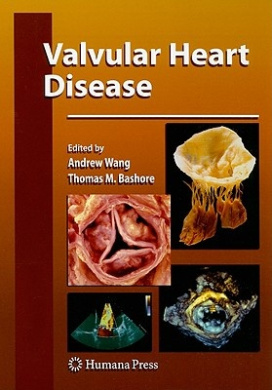 Valvular Heart
Disease
Edited by
Andrew Wang
Thomas M. Bashore
Humana Press